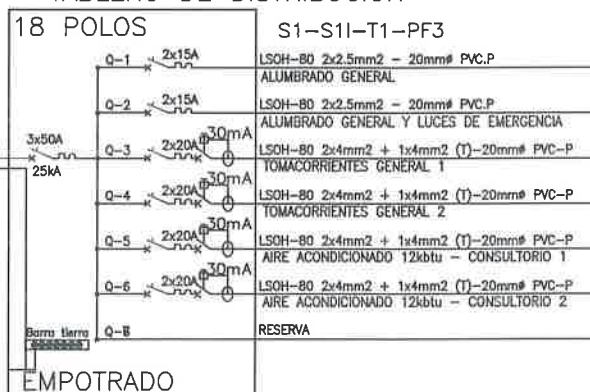 TABLERO DE DISTRIBUCION
18 POLOS
S1-S1I-T1-PF3
Q-1 2x15A LSOH-80 2x2.5mm2 - 20mmø PVC.P
ALUMBRADO GENERAL
Q-2 2x15A LSOH-80 2x2.5mm2 - 20mmø PVC.P
ALUMBRADO GENERAL Y LUCES DE EMERGENCIA
3x50A
25kA
Q-3 2x20A 30mA LSOH-80 2x4mm2 + 1x4mm2 (T)-20mmø PVC-P
TOMACORRIENTES GENERAL 1
Q-4 2x20A 30mA LSOH-80 2x4mm2 + 1x4mm2 (T)-20mmø PVC-P
TOMACORRIENTES GENERAL 2
Q-5 2x20A 30mA LSOH-80 2x4mm2 + 1x4mm2 (T)-20mmø PVC-P
AIRE ACONDICIONADO 12kbtu - CONSULTORIO 1
Q-6 2x20A 30mA LSOH-80 2x4mm2 + 1x4mm2 (T)-20mmø PVC-P
AIRE ACONDICIONADO 12kbtu - CONSULTORIO 2
Barra tierra
RESERVA
EMPOTRADO